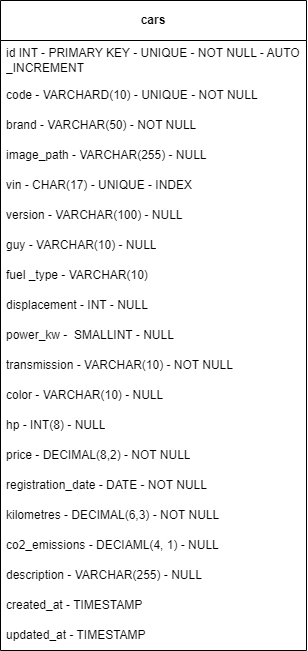 cars
id INT - PRIMARY KEY - UNIQUE - NOT NULL - AUTO
_INCREMENT
code - VARCHARD(10) - UNIQUE - NOT NULL
brand - VARCHAR(50) - NOT NULL
image_path - VARCHAR(255) - NULL
vin - CHAR(17) - UNIQUE - INDEX
version - VARCHAR(100) - NULL
guy - VARCHAR(10) - NULL
fuel _type - VARCHAR(10)
displacement - INT - NULL
power_kw -  SMALLINT - NULL
transmission - VARCHAR(10) - NOT NULL
color - VARCHAR(10) - NULL
hp - INT(8) - NULL
price - DECIMAL(8,2) - NOT NULL
registration_date - DATE - NOT NULL
kilometres - DECIMAL(6,3) - NOT NULL
co2_emissions - DECIAML(4, 1) - NULL
description - VARCHAR(255) - NULL
created_at - TIMESTAMP
updated_at - TIMESTAMP